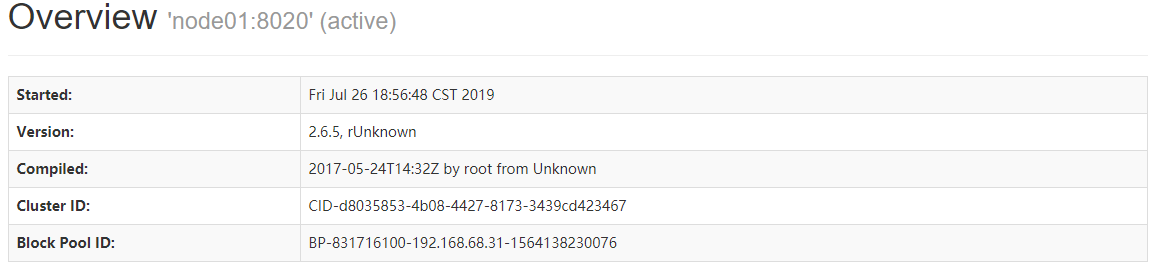 Overview 'node01:8020' (active)
Started: Fri Jul 26 18:56:48 CST 2019
Version: 2.6.5, rUnknown
Compiled: 2017-05-24T14:32Z by root from Unknown
Cluster ID: CID-d8035853-4b08-4427-8173-3439cd423467
Block Pool ID: BP-831716100-192.168.68.31-1564138230076